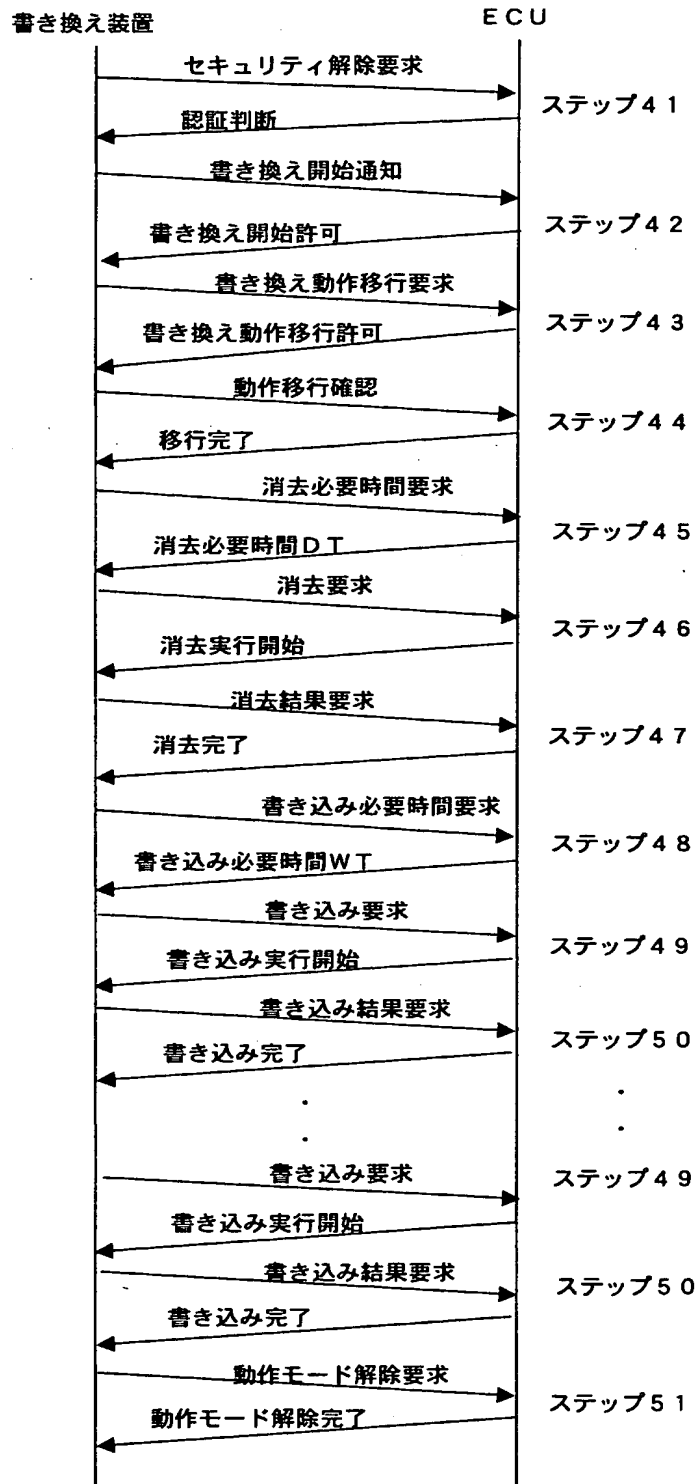 書き換え装置
ECU
セキュリティ解除要求
ステップ41
認証判断
書き換え開始通知
ステップ42
書き換え開始許可
書き換え動作移行要求
ステップ43
書き換え動作移行許可
動作移行確認
ステップ44
移行完了
消去必要時間要求
ステップ45
消去必要時間DT
消去要求
ステップ46
消去実行開始
消去結果要求
ステップ47
消去完了
書き込み必要時間要求
ステップ48
書き込み必要時間WT
書き込み要求
ステップ49
書き込み実行開始
書き込み結果要求
ステップ50
書き込み完了
書き込み要求
ステップ49
書き込み実行開始
書き込み結果要求
ステップ50
書き込み完了
動作モード解除要求
ステップ51
動作モード解除完了